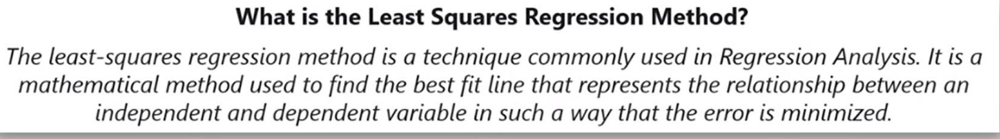 What is the Least Squares Regression Method?
The least-squares regression method is a technique commonly used in Regression Analysis. It is a
mathematical method used to find the best fit line that represents the relationship between an
independent and dependent variable in such a way that the error is minimized.